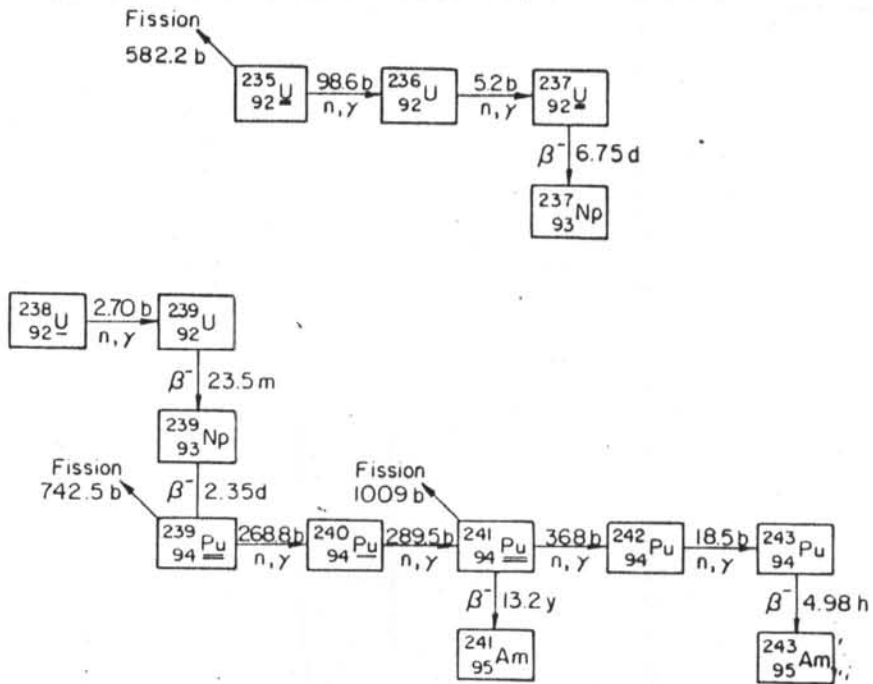 Fission
582.2 b
235 92 U 98.6 b n, γ 236 92 U 5.2 b n, γ 237 92 U
β⁻ 6.75 d
237 93 Np
238 92 U 2.70 b n, γ 239 92 U
β⁻ 23.5 m
239 93 Np
Fission
742.5 b
β⁻ 2.35 d
Fission
1009 b
239 94 Pu 268.8 b n, γ 240 94 Pu 289.5 b n, γ 241 94 Pu 368 b n, γ 242 94 Pu 18.5 b n, γ 243 94 Pu
β⁻ 13.2 y
β⁻ 4.98 h
241 95 Am
243 95 Am